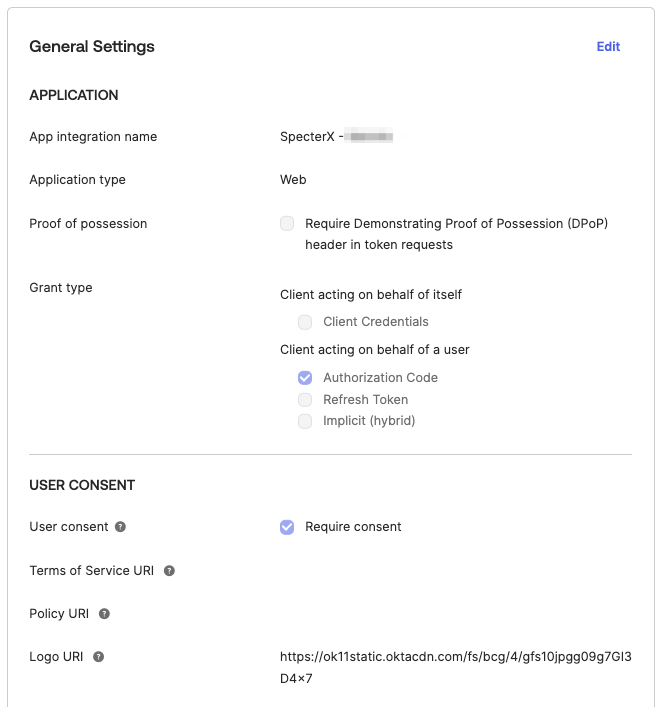 General Settings
Edit
APPLICATION
App integration name
SpecterX -
Application type
Web
Proof of possession
Require Demonstrating Proof of Possession (DPoP)
header in token requests
Grant type
Client acting on behalf of itself
Client Credentials
Client acting on behalf of a user
Authorization Code
Refresh Token
Implicit (hybrid)
USER CONSENT
User consent ?
Require consent
Terms of Service URI ?
Policy URI ?
Logo URI ?
https://ok11static.oktacdn.com/fs/bcg/4/gfs10jpgg09g7GI3
D4x7